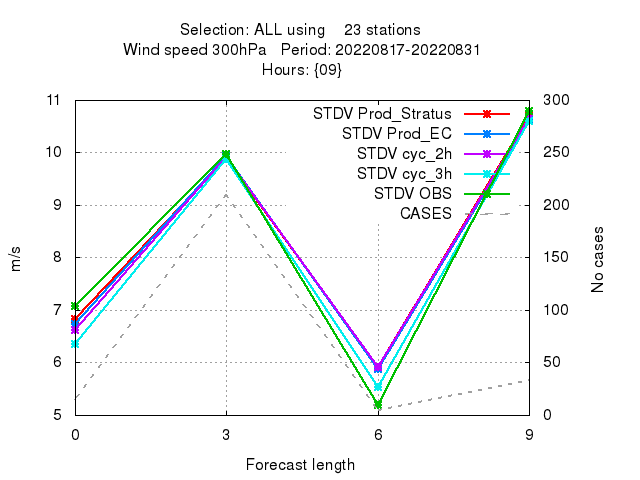 Selection: ALL using    23 stations
Wind speed 300hPa   Period: 20220817-20220831
Hours: {09}
11
10
9
8
7
6
5
300
250
200
150
100
50
0
STDV Prod_Stratus
STDV Prod_EC
STDV cyc_2h
STDV cyc_3h
STDV OBS
CASES
m/s
No cases
0
3
6
9
Forecast length